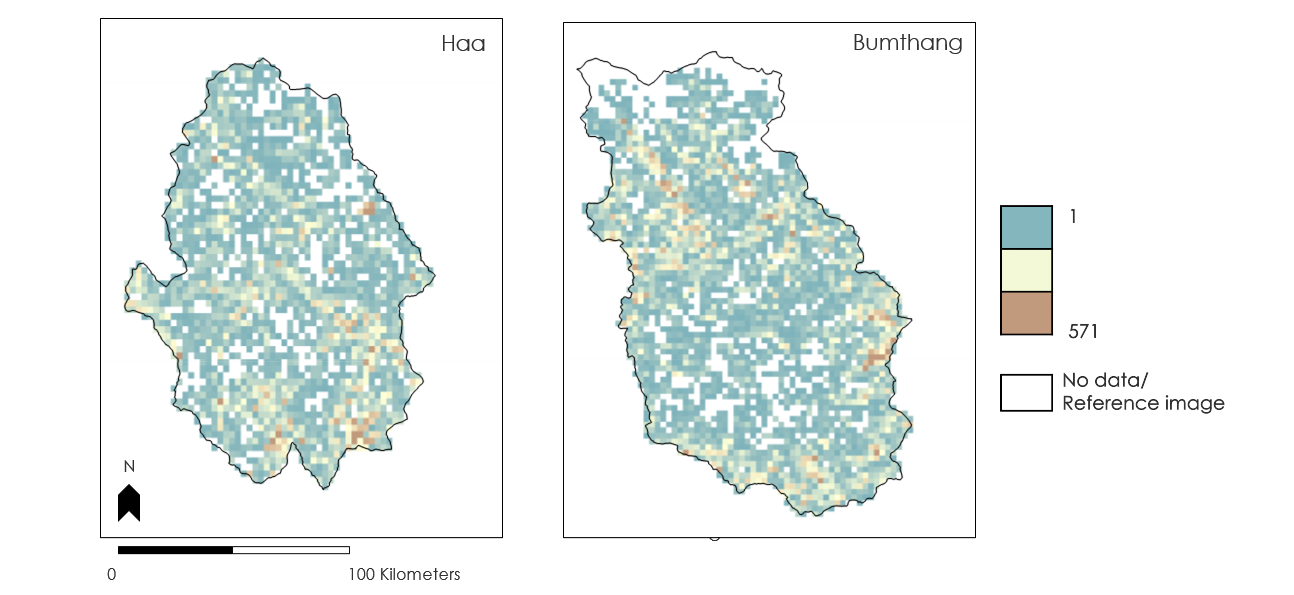 Haa
Bumthang
1
571
No data/
Reference image
N
0
100 Kilometers